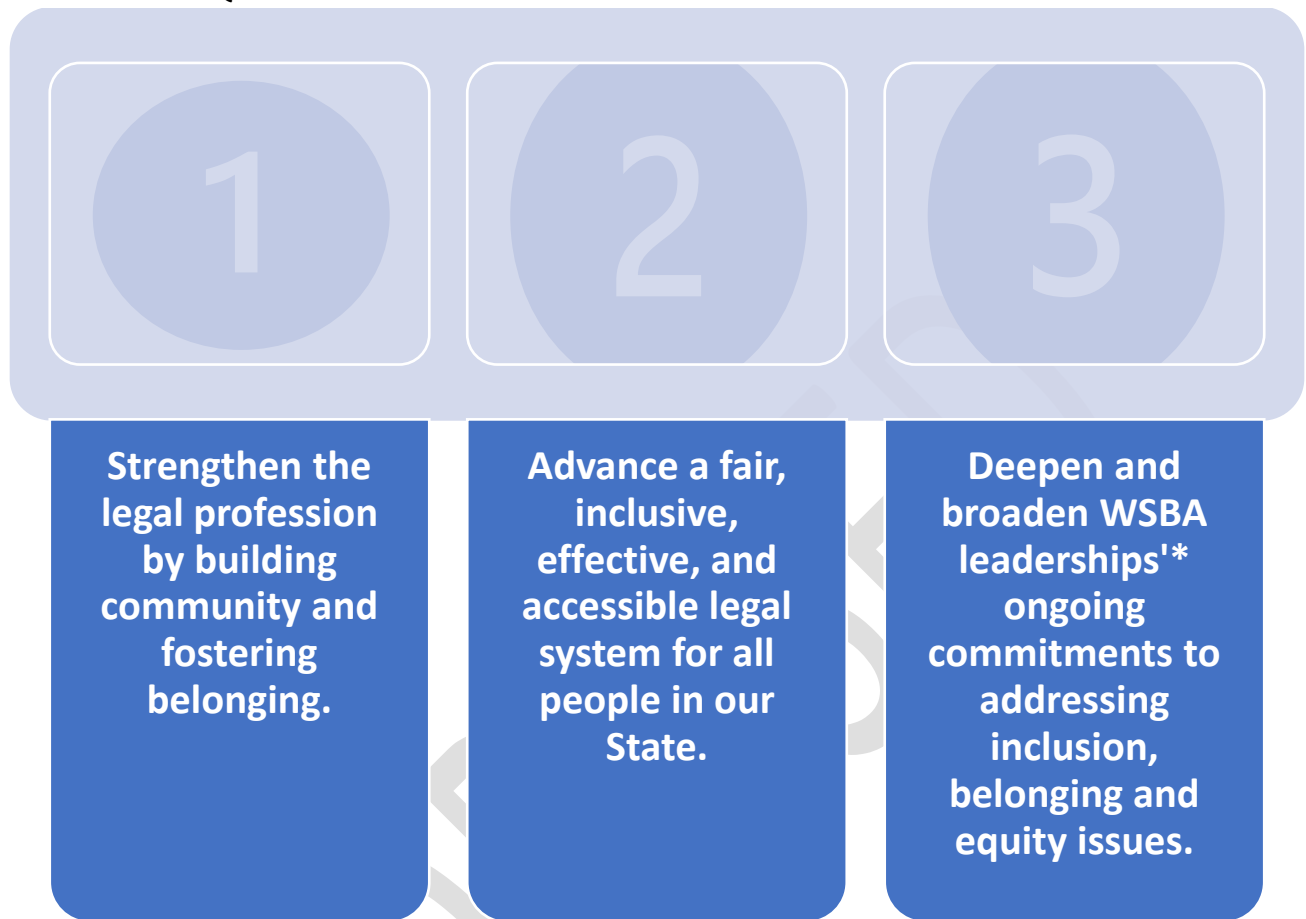 1
2
3
Strengthen the
legal profession
by building
community and
fostering
belonging.
Advance a fair,
inclusive,
effective, and
accessible legal
system for all
people in our
State.
Deepen and
broaden WSBA
leaderships'*
ongoing
commitments to
addressing
inclusion,
belonging and
equity issues.